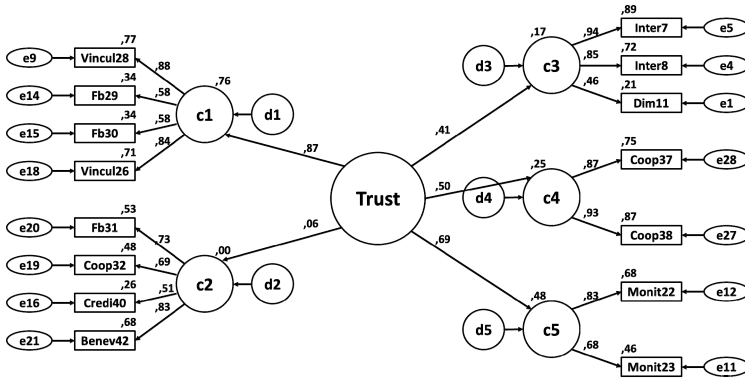 ,77
e9 Vincul28
,88
,34
e14 Fb29
,58
,76
c1
d1
,34
e15 Fb30
,58
,84
,71
e18 Vincul26
,87
,53
e20 Fb31
,73
,06
,48
e19 Coop32
,69
,00
c2
d2
,26
e16 Credi40
,51
,83
,68
e21 Benev42
Trust
,89
Inter7 e5
,94
,17
d3
c3
,72
Inter8 e4
,85
,46
,21
Dim11 e1
,41
,75
Coop37 e28
,87
,25
,50
d4
c4
,93
,87
Coop38 e27
,69
,68
Monit22 e12
,83
,48
d5
c5
,68
,46
Monit23 e11